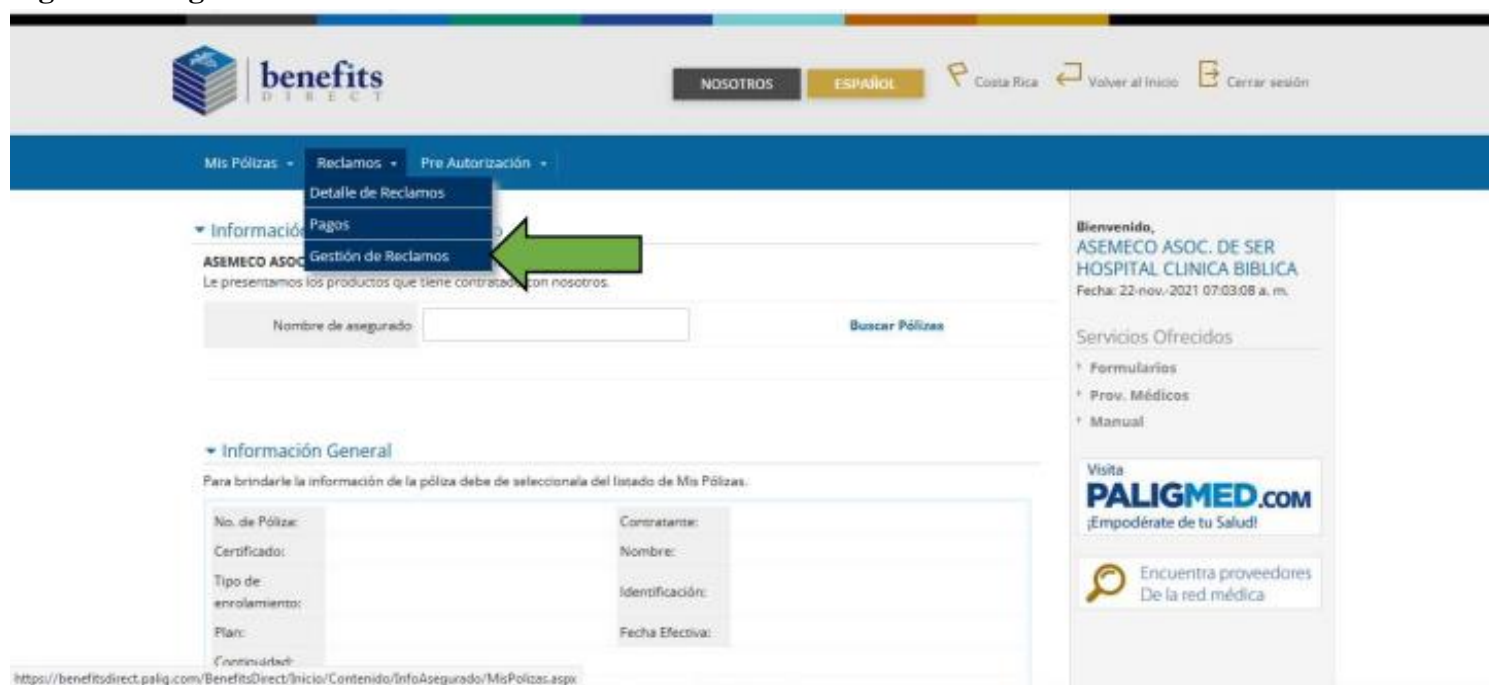 benefits
DIRECT
NOSOTROS
ESPAÑOL
Costa Rica
Volver al Inicio
Cerrar sesión
Mis Pólizas
Reclamos
Pre Autorización
Detalle de Reclamos
Pagos
Gestión de Reclamos
Información
ASEMECO ASOC
Le presentamos los productos que tiene contratado con nosotros.
Nombre de asegurado
Buscar Pólizas
Información General
Para brindarle la información de la póliza debe de seleccionala del listado de Mis Pólizas.
No. de Póliza:
Contratante:
Certificado:
Nombre:
Tipo de
enrolamiento:
Identificación:
Plan:
Fecha Efectiva:
Continuidad:
https://benefitsdirect.palig.com/BenefitsDirect/Inicio/Contenido/InfoAsegurado/MisPolizas.aspx
Bienvenido,
ASEMECO ASOC. DE SER
HOSPITAL CLINICA BIBLICA
Fecha: 22-nov.-2021 07:03:08 a. m.
Servicios Ofrecidos
Formularios
Prov. Médicos
Manual
Visita
PALIGMED.COM
¡Empodérate de tu Salud!
Encuentra proveedores
De la red médica